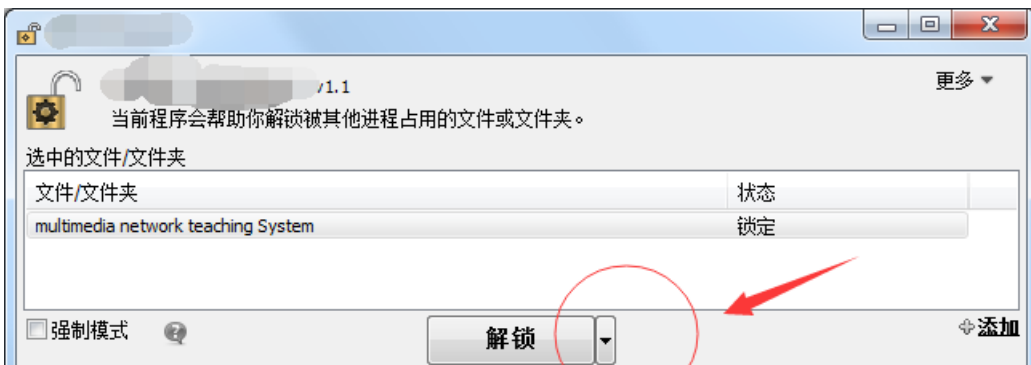 v1.1
更多
当前程序会帮助你解锁被其他进程占用的文件或文件夹。
选中的文件/文件夹
文件/文件夹 状态
multimedia network teaching System 锁定
强制模式 解锁 添加